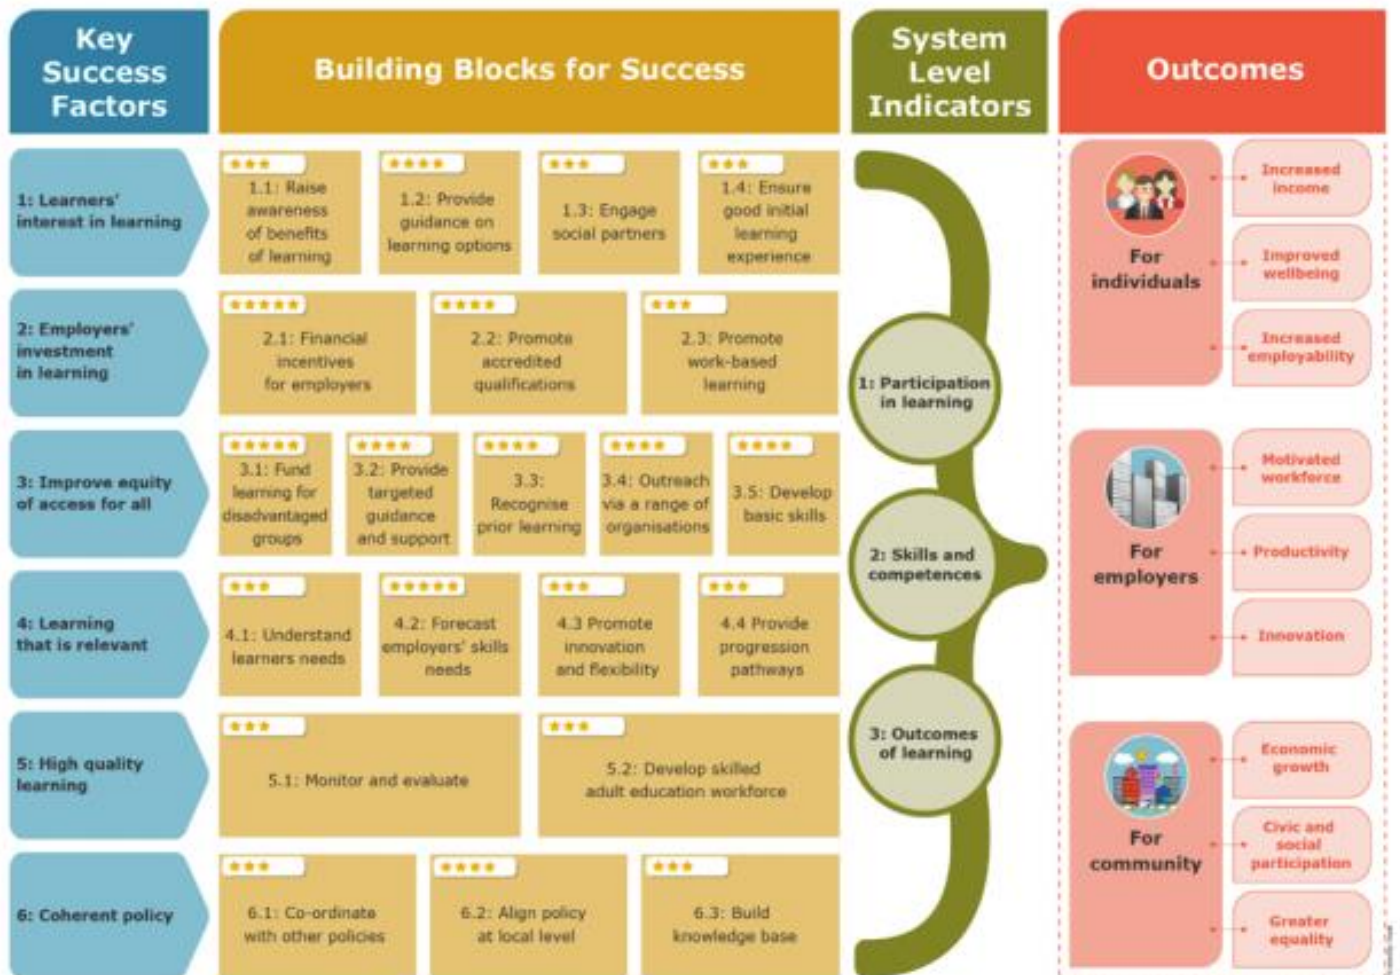 Key
Success
Factors
Building Blocks for Success
System
Level
Indicators
Outcomes
1: Learners'
interest in learning
1.1: Raise
awareness
of benefits
of learning
1.2: Provide
guidance on
learning options
1.3: Engage
social partners
1.4: Ensure
good initial
learning
experience
2: Employers'
investment
in learning
2.1: Financial
incentives
for employers
2.2: Promote
accredited
qualifications
2.3: Promote
work-based
learning
3: Improve equity
of access for all
3.1: Fund
learning for
disadvantaged
groups
3.2: Provide
targeted
guidance
and support
3.3:
Recognise
prior learning
3.4: Outreach
via a range of
organisations
3.5: Develop
basic skills
4: Learning
that is relevant
4.1: Understand
learners needs
4.2: Forecast
employers' skills
needs
4.3 Promote
innovation
and flexibility
4.4 Provide
progression
pathways
5: High quality
learning
5.1: Monitor and evaluate
5.2: Develop skilled
adult education workforce
6: Coherent policy
6.1: Co-ordinate
with other policies
6.2: Align policy
at local level
6.3: Build
knowledge base
1: Participation
in learning
2: Skills and
competences
3: Outcomes
of learning
For
individuals
Increased
income
Improved
wellbeing
Increased
employability
For
employers
Motivated
workforce
Productivity
Innovation
For
community
Economic
growth
Civic and
social
participation
Greater
equality